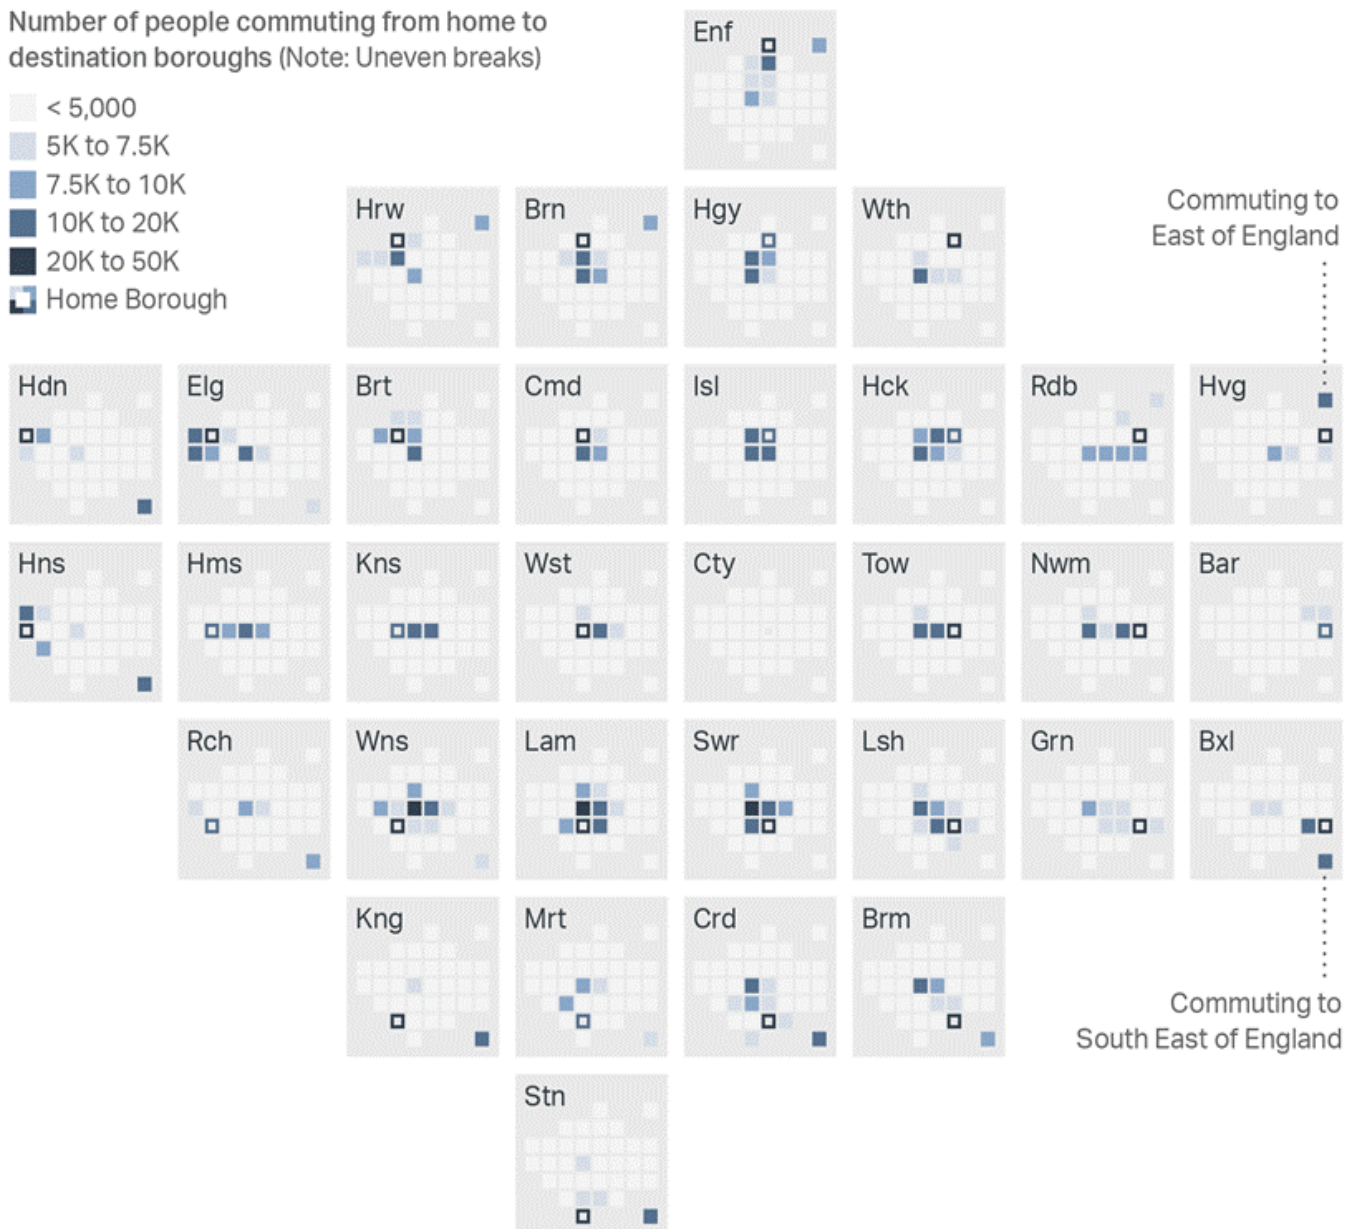 Number of people commuting from home to
destination boroughs (Note: Uneven breaks)
< 5,000
5K to 7.5K
7.5K to 10K
10K to 20K
20K to 50K
Home Borough
Enf
Hrw
Brn
Hgy
Wth
Commuting to
East of England
Hdn
Elg
Brt
Cmd
Isl
Hck
Rdb
Hvg
Hns
Hms
Kns
Wst
Cty
Tow
Nwm
Bar
Rch
Wns
Lam
Swr
Lsh
Grn
Bxl
Kng
Mrt
Crd
Brm
Commuting to
South East of England
Stn